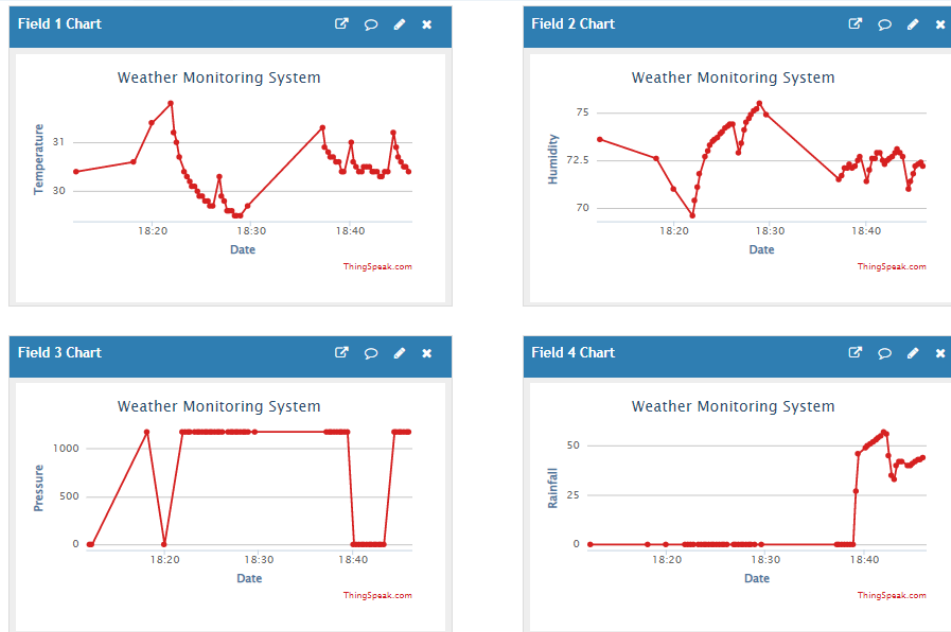 Field 1 Chart
Weather Monitoring System
Temperature
31
30
18:20 18:30 18:40
Date
ThingSpeak.com
Field 2 Chart
Weather Monitoring System
Humidity
75
72.5
70
18:20 18:30 18:40
Date
ThingSpeak.com
Field 3 Chart
Weather Monitoring System
Pressure
1000
500
0
18:20 18:30 18:40
Date
ThingSpeak.com
Field 4 Chart
Weather Monitoring System
Rainfall
50
25
0
18:20 18:30 18:40
Date
ThingSpeak.com